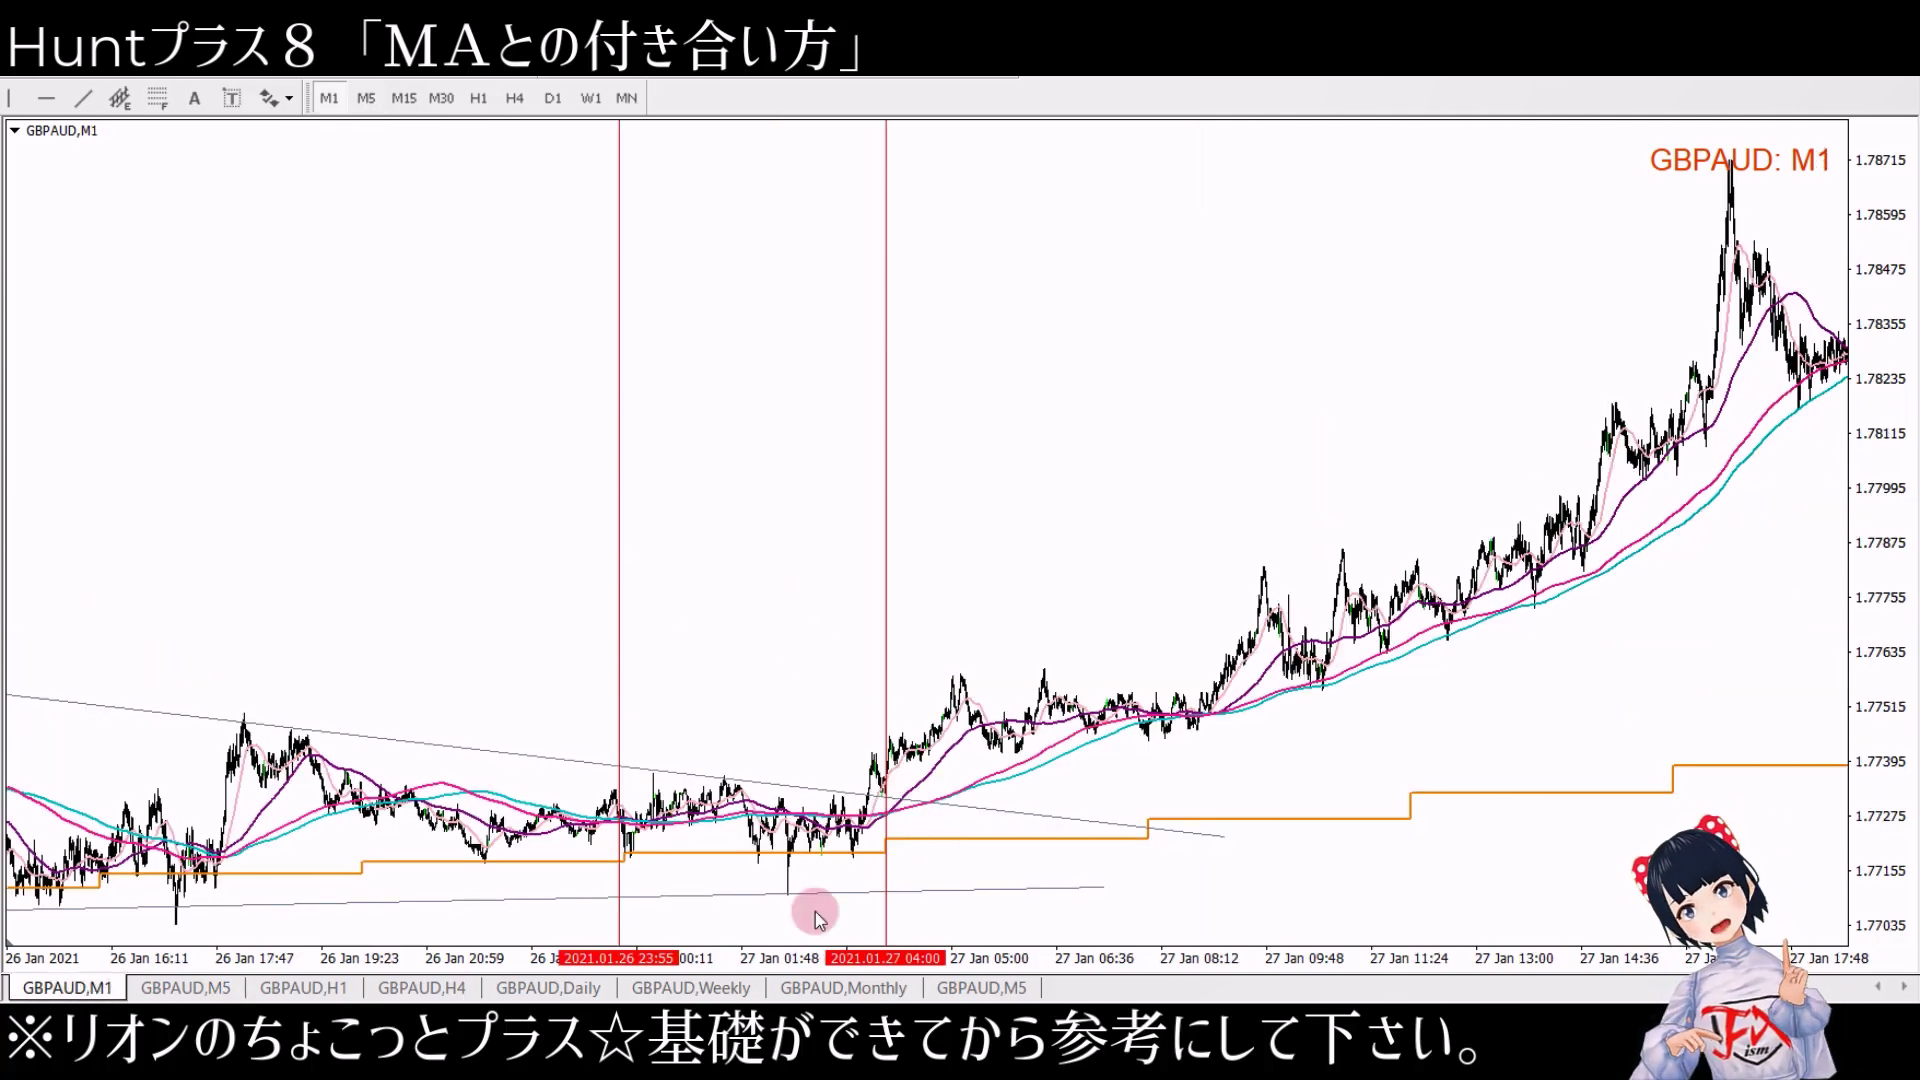 Huntプラス８「ＭＡとの付き合い方」
A T M1 M5 M15 M30 H1 H4 D1 W1 MN
GBPAUD,M1
GBPAUD: M1
1.78715
1.78595
1.78475
1.78355
1.78235
1.78115
1.77995
1.77875
1.77755
1.77635
1.77515
1.77395
1.77275
1.77155
1.77035
26 Jan 2021 26 Jan 16:11 26 Jan 17:47 26 Jan 19:23 26 Jan 20:59 26 Ja 2021.01.26 23:55 00:11 27 Jan 01:48 2021.01.27 04:00 27 Jan 05:00 27 Jan 06:36 27 Jan 08:12 27 Jan 09:48 27 Jan 11:24 27 Jan 13:00 27 Jan 14:36 27 Jan 17:48
GBPAUD,M1 GBPAUD,M5 GBPAUD,H1 GBPAUD,H4 GBPAUD,Daily GBPAUD,Weekly GBPAUD,Monthly GBPAUD,M5
※リオンのちょこっとプラス☆基礎ができてから参考にして下さい。
JFX
ism